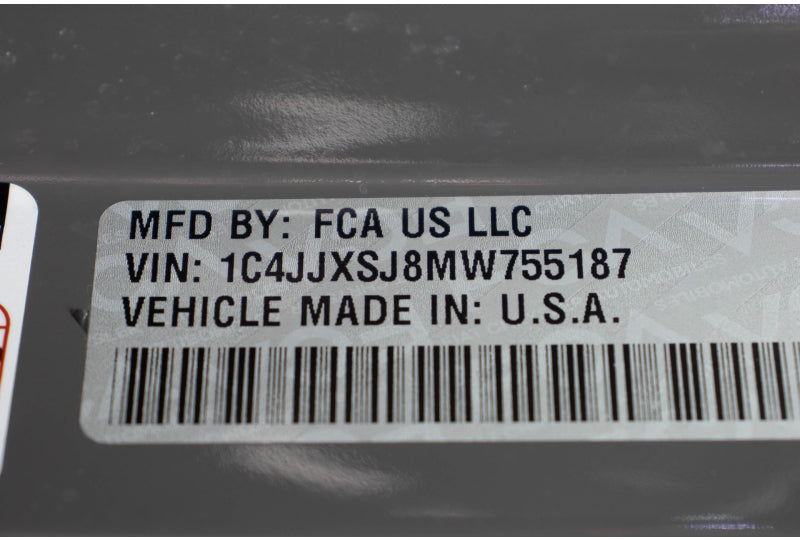 MFD BY: FCA US LLC
VIN: 1C4JJXSJ8MW755187
VEHICLE MADE IN: U.S.A.